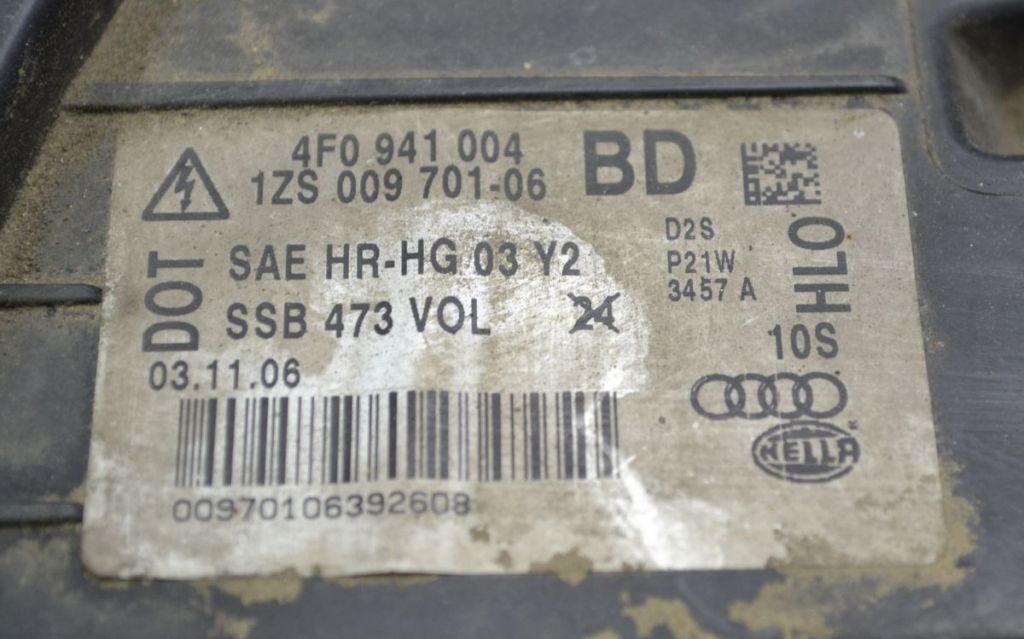 4F0 941 004 BD
1ZS 009 701-06
DOT
SAE HR-HG 03 Y2
SSB 473 VOL 24
D2S
P21W
3457 A
HLO
10S
03.11.06
HELLA
00970106392608